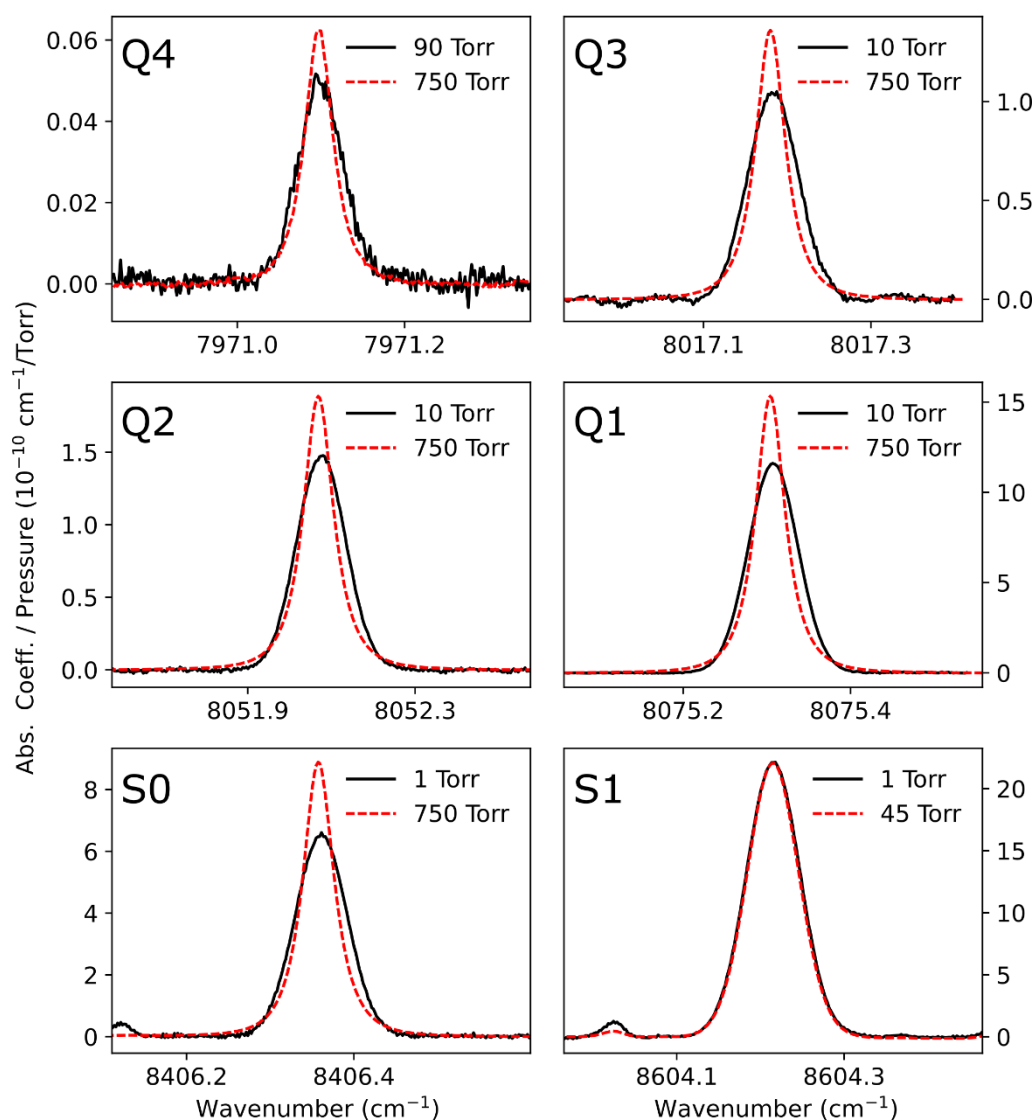 Abs. Coeff. / Pressure (10⁻¹⁰ cm⁻¹/Torr)
Q4
90 Torr
750 Torr
0.06
0.04
0.02
0.00
7971.0
7971.2
Q3
10 Torr
750 Torr
1.0
0.5
0.0
8017.1
8017.3
Q2
10 Torr
750 Torr
1.5
1.0
0.5
0.0
8051.9
8052.3
Q1
10 Torr
750 Torr
15
10
5
0
8075.2
8075.4
S0
1 Torr
750 Torr
8
6
4
2
0
8406.2
8406.4
Wavenumber (cm⁻¹)
S1
1 Torr
45 Torr
20
15
10
5
0
8604.1
8604.3
Wavenumber (cm⁻¹)